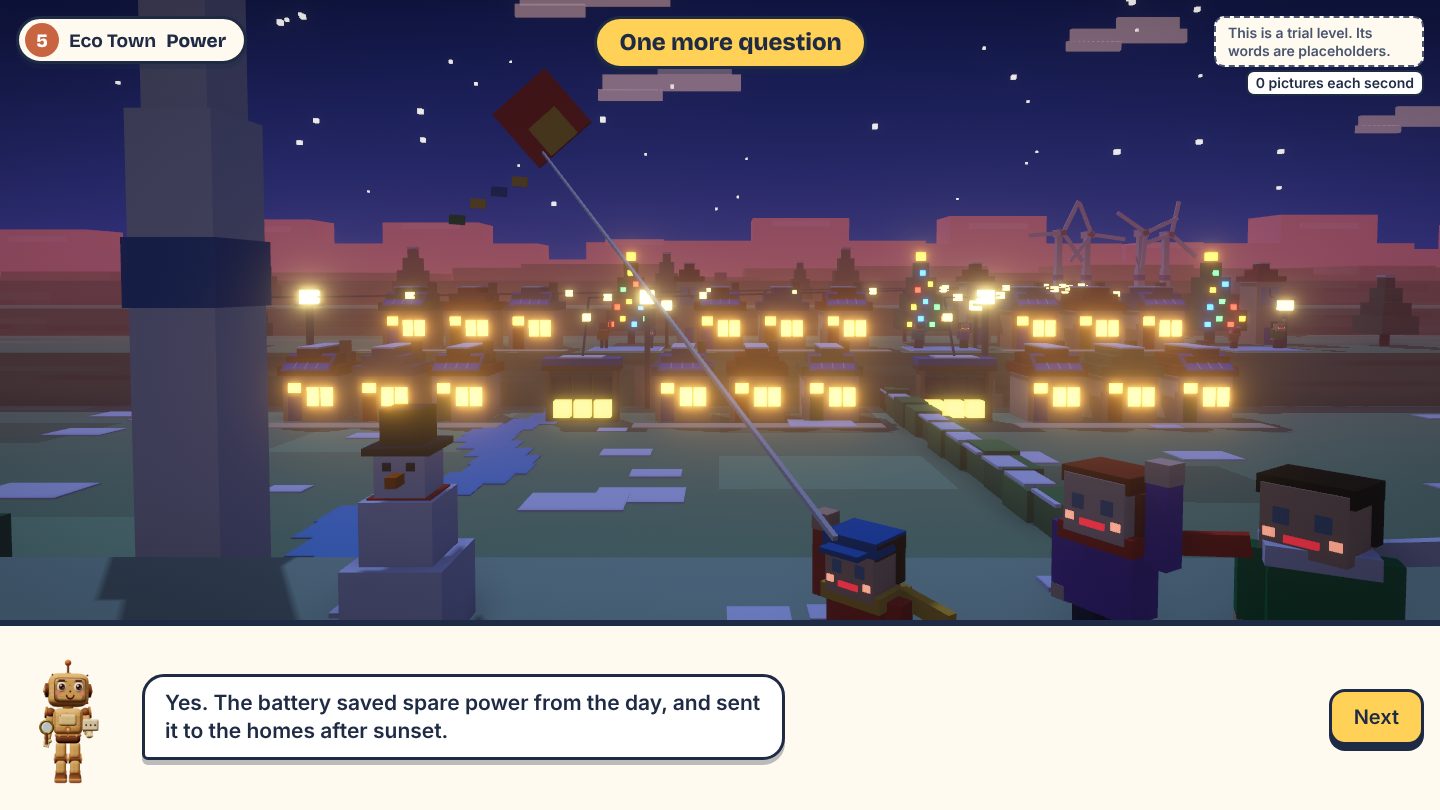 5 Eco Town Power
One more question
This is a trial level. Its
words are placeholders.
0 pictures each second
Yes. The battery saved spare power from the day, and sent
it to the homes after sunset.
Next